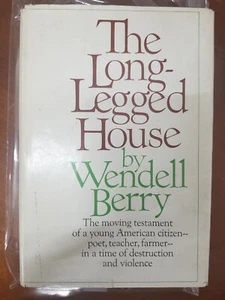 The
Long-
Legged
House
by
Wendell
Berry
The moving testament
of a young American citizen--
poet, teacher, farmer--
in a time of destruction
and violence